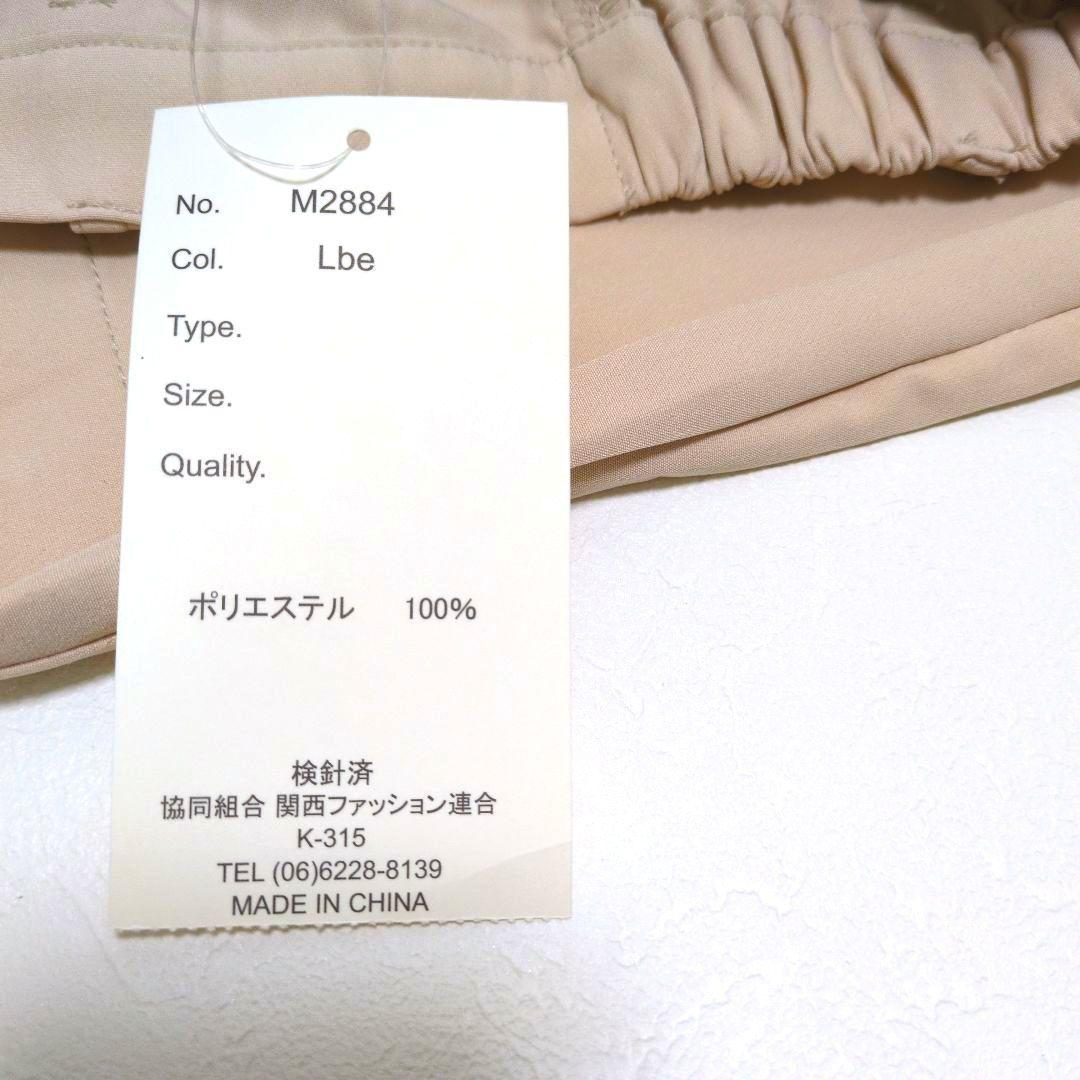 No. M2884
Col. Lbe
Type.
Size.
Quality.
ポリエステル 100%
検針済
協同組合 関西ファッション連合
K-315
TEL (06)6228-8139
MADE IN CHINA